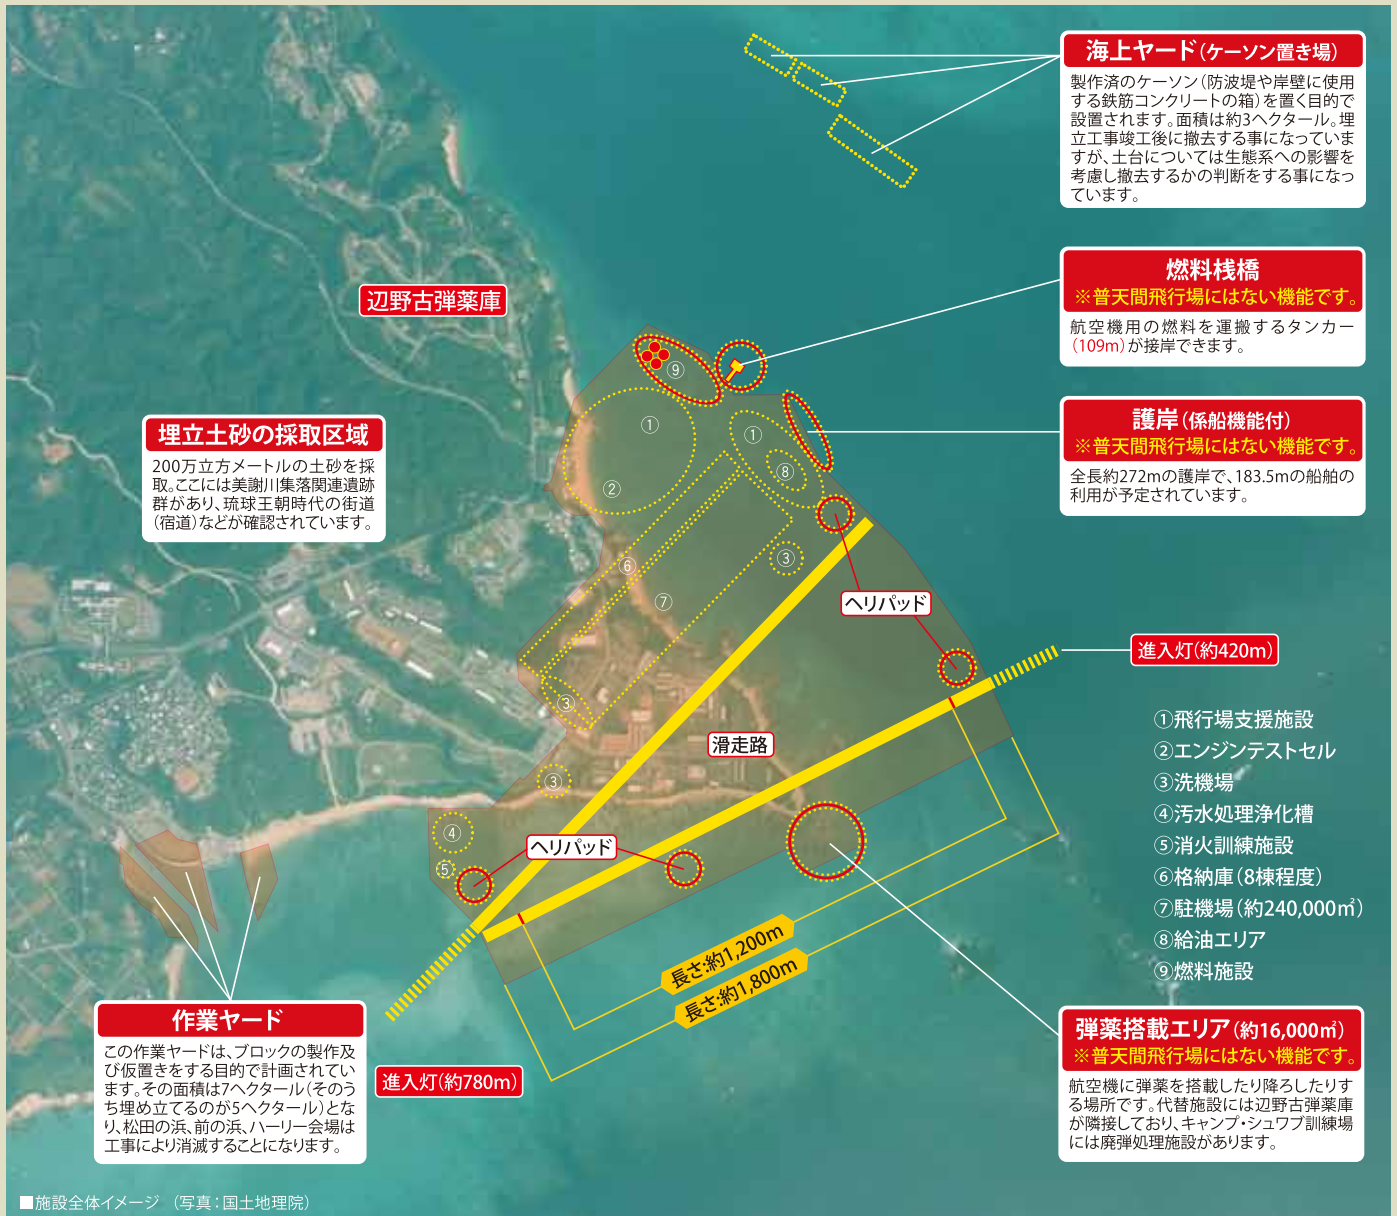 海上ヤード(ケーソン置き場)
製作済のケーソン(防波堤や岸壁に使用
する鉄筋コンクリートの箱)を置く目的で
設置されます。面積は約3ヘクタール。埋
立工事竣工後に撤去する事になっていま
すが、土台については生態系への影響を
考慮し撤去するかの判断をする事になっ
ています。
燃料桟橋
※普天間飛行場にはない機能です。
航空機用の燃料を運搬するタンカー
(109m)が接岸できます。
辺野古弾薬庫
護岸(係船機能付)
※普天間飛行場にはない機能です。
全長約272mの護岸で、183.5mの船舶の
利用が予定されています。
埋立土砂の採取区域
200万立方メートルの土砂を採
取。ここには美謝川集落関連遺跡
群があり、琉球王朝時代の街道
(宿道)などが確認されています。
⑨
①
①
⑧
②
③
⑥
⑦
ヘリパッド
進入灯(約420m)
③
滑走路
③
④
⑤
ヘリパッド
①飛行場支援施設
②エンジンテストセル
③洗機場
④汚水処理浄化槽
⑤消火訓練施設
⑥格納庫(8棟程度)
⑦駐機場(約240,000㎡)
⑧給油エリア
⑨燃料施設
長さ:約1,200m
長さ:約1,800m
作業ヤード
この作業ヤードは、ブロックの製作及
び仮置きをする目的で計画されてい
ます。その面積は7ヘクタール(そのう
ち埋め立てるのが5ヘクタール)とな
り、松田の浜、前の浜、ハーリー会場は
工事により消滅することになります。
進入灯(約780m)
弾薬搭載エリア(約16,000㎡)
※普天間飛行場にはない機能です。
航空機に弾薬を搭載したり降ろしたりす
る場所です。代替施設には辺野古弾薬庫
が隣接しており、キャンプ・シュワブ訓練場
には廃弾処理施設があります。
■施設全体イメージ (写真:国土地理院)